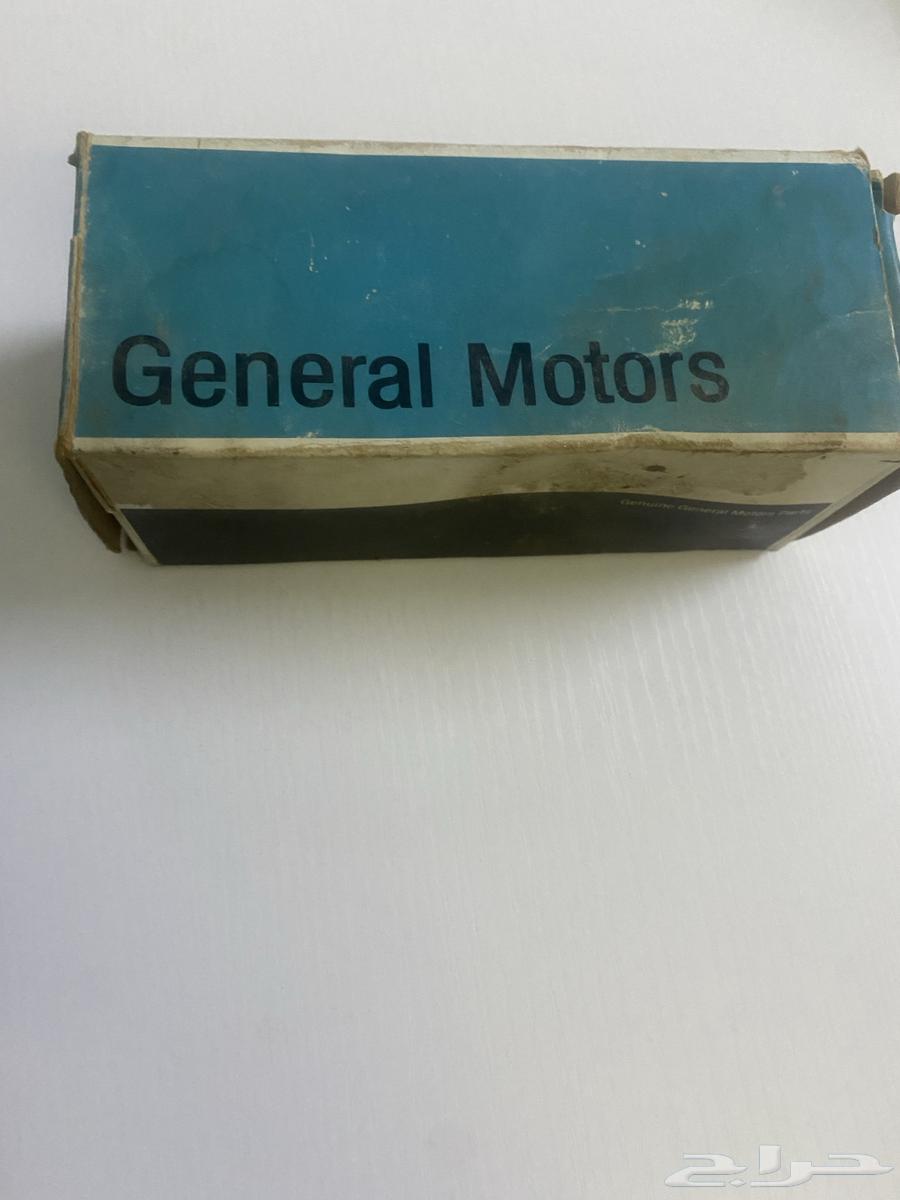 General Motors
Genuine General Motors Parts
حراج